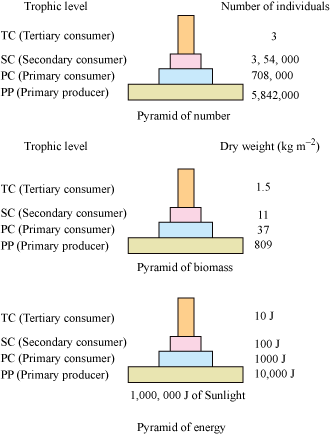 Trophic level Number of individuals
TC (Tertiary consumer) 3
SC (Secondary consumer) 3, 54, 000
PC (Primary consumer) 708, 000
PP (Primary producer) 5,842,000
Pyramid of number
Trophic level Dry weight (kg m⁻²)
TC (Tertiary consumer) 1.5
SC (Secondary consumer) 11
PC (Primary consumer) 37
PP (Primary producer) 809
Pyramid of biomass
TC (Tertiary consumer) 10 J
SC (Secondary consumer) 100 J
PC (Primary consumer) 1000 J
PP (Primary producer) 10,000 J
1,000, 000 J of Sunlight
Pyramid of energy